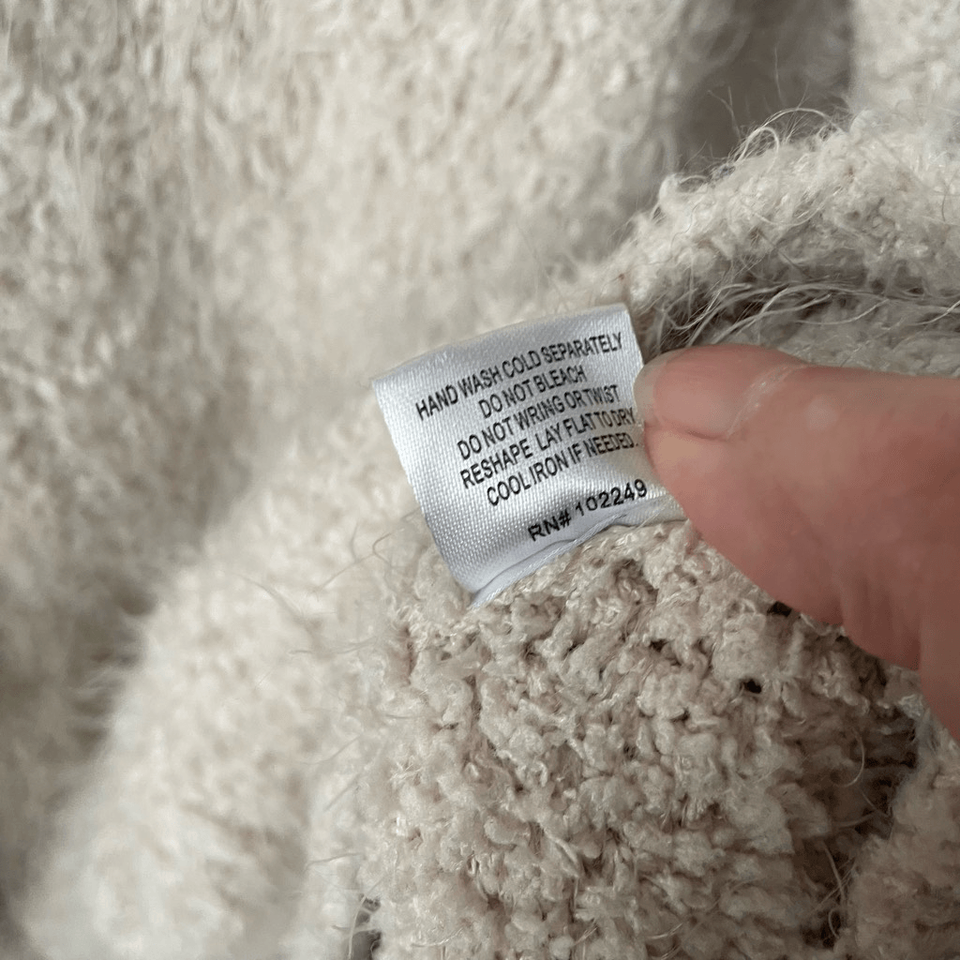 HAND WASH COLD SEPARATELY
DO NOT BLEACH
DO NOT WRING OR TWIST
RESHAPE LAY FLAT TO DRY.
COOL IRON IF NEEDED.
RN# 102249